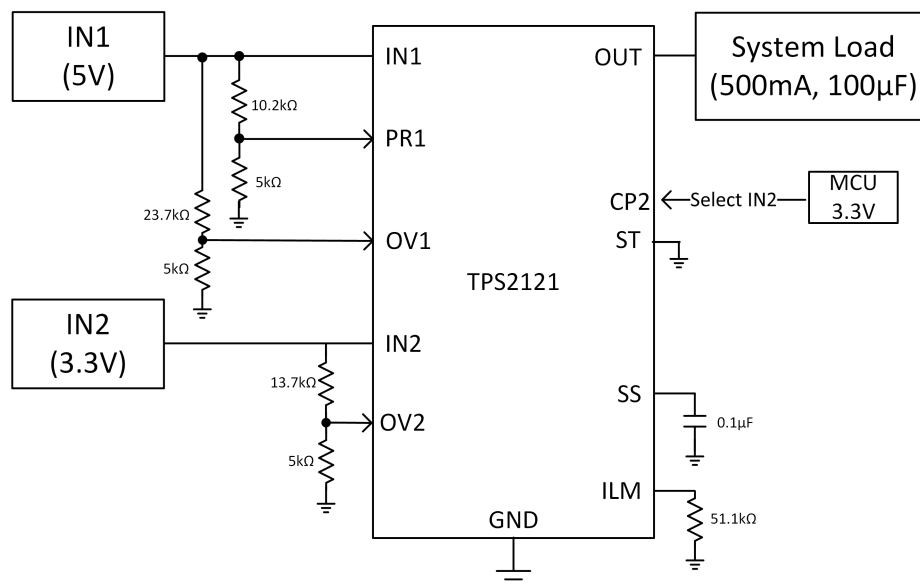 IN1
(5V)
IN1
OUT
System Load
(500mA, 100µF)
10.2kΩ
PR1
5kΩ
23.7kΩ
CP2
Select IN2
MCU
3.3V
OV1
ST
5kΩ
TPS2121
IN2
(3.3V)
IN2
13.7kΩ
OV2
5kΩ
SS
0.1µF
ILM
51.1kΩ
GND